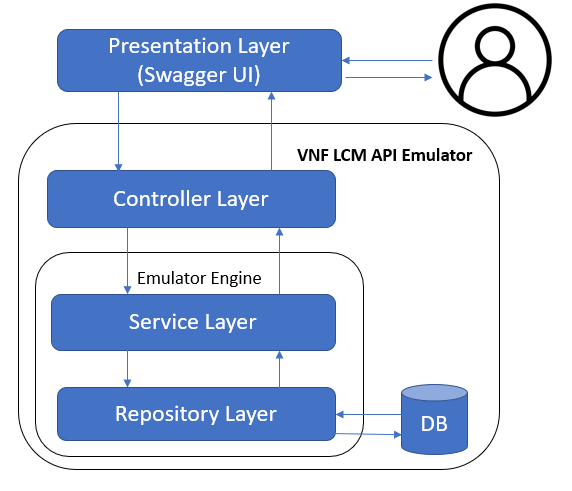 Presentation Layer
(Swagger UI)
VNF LCM API Emulator
Controller Layer
Emulator Engine
Service Layer
Repository Layer
DB